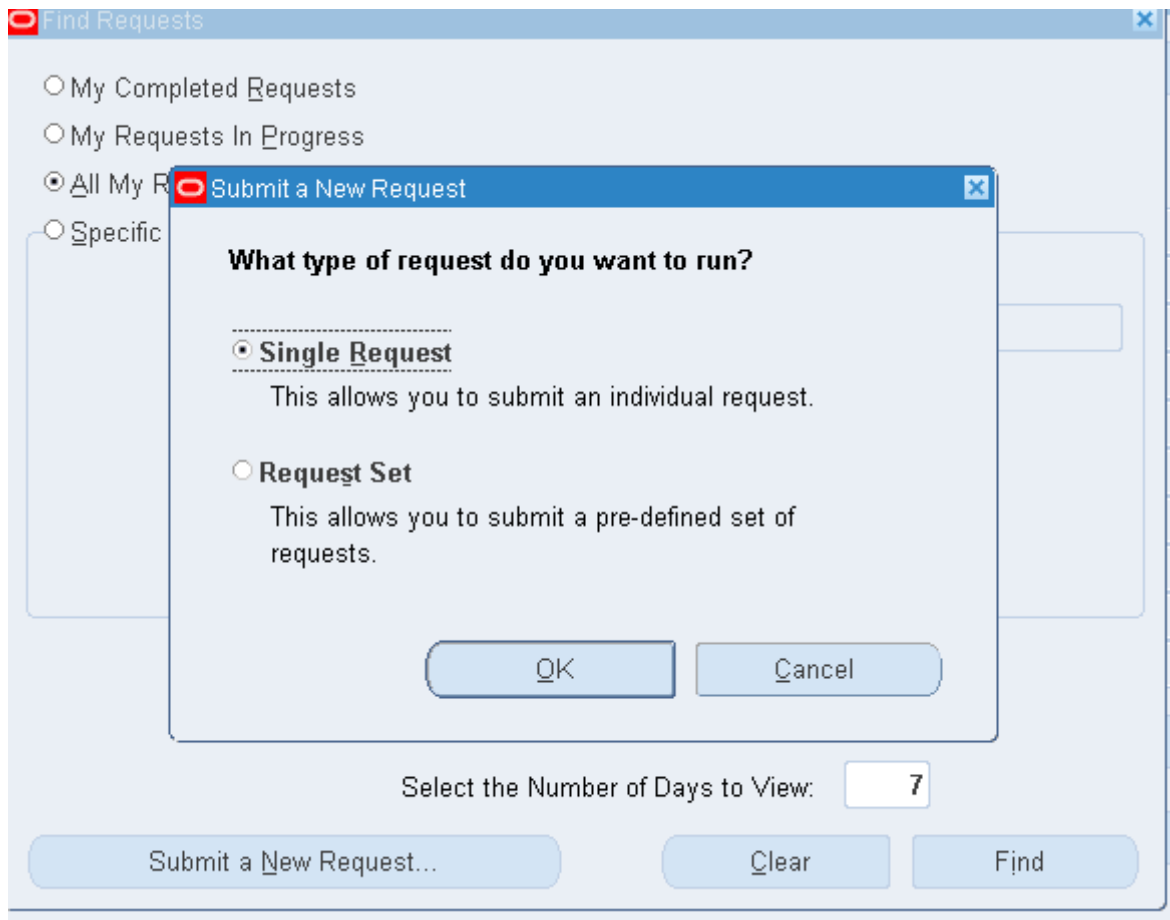 Find Requests
My Completed Requests
My Requests In Progress
All My R
Specific
Submit a New Request
What type of request do you want to run?
Single Request
This allows you to submit an individual request.
Request Set
This allows you to submit a pre-defined set of
requests.
OK Cancel
Select the Number of Days to View: 7
Submit a New Request... Clear Find